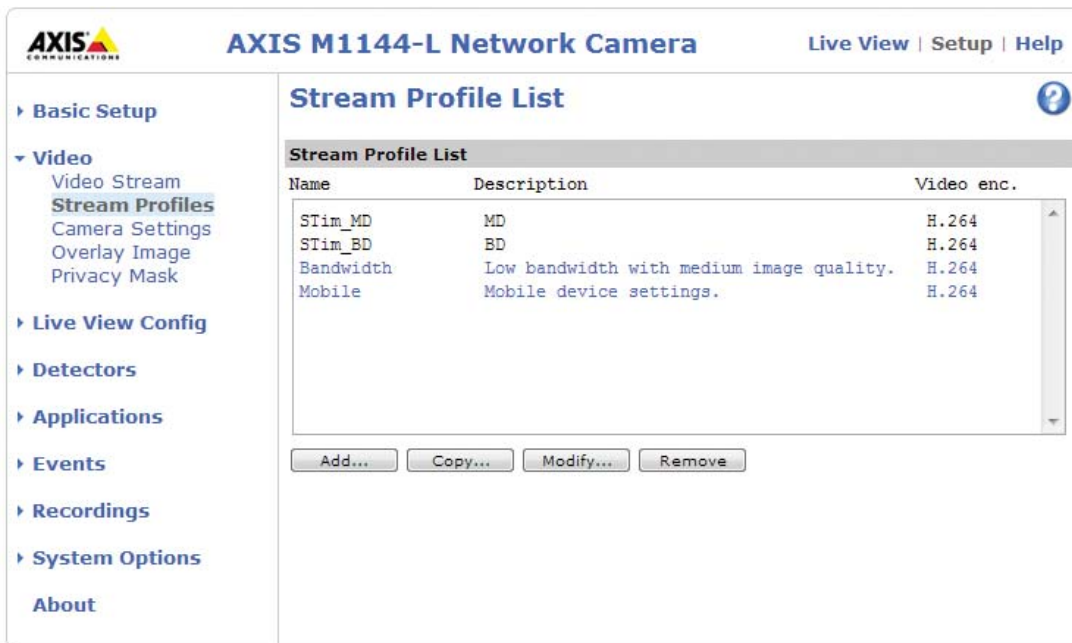 AXIS
COMMUNICATIONS
AXIS M1144-L Network Camera
Live View | Setup | Help
Basic Setup
Video
Video Stream
Stream Profiles
Camera Settings
Overlay Image
Privacy Mask
Live View Config
Detectors
Applications
Events
Recordings
System Options
About
Stream Profile List
?
Stream Profile List
Name Description Video enc.
STim_MD MD H.264
STim_BD BD H.264
Bandwidth Low bandwidth with medium image quality. H.264
Mobile Mobile device settings. H.264
Add... Copy... Modify... Remove